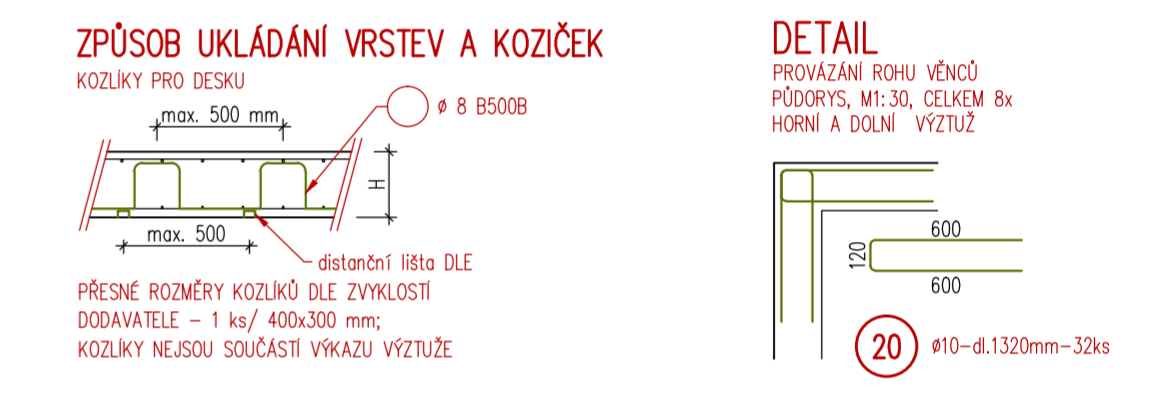 ZPŮSOB UKLÁDÁNÍ VRSTEV A KOZIČEK
KOZLÍKY PRO DESKU
max. 500 mm
ø 8 B500B
H
max. 500
distanční lišta DLE
PŘESNÉ ROZMĚRY KOZLÍKŮ DLE ZVYKLOSTÍ
DODAVATELE – 1 ks/ 400x300 mm;
KOZLÍKY NEJSOU SOUČÁSTÍ VÝKAZU VÝZTUŽE
DETAIL
PROVÁZÁNÍ ROHU VĚNCŮ
PŮDORYS, M1:30, CELKEM 8x
HORNÍ A DOLNÍ VÝZTUŽ
600
120
600
20
ø10–dl.1320mm–32ks